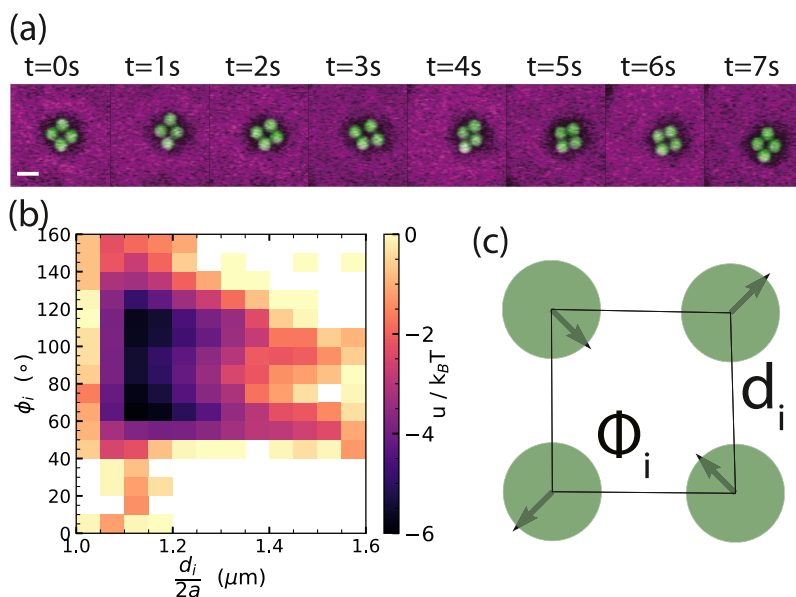 (a)
t=0s t=1s t=2s t=3s t=4s t=5s t=6s t=7s
(b)
160
140
120
100
80
60
40
20
0
ϕᵢ (∘)
1.0 1.2 1.4 1.6
dᵢ/2a (μm)
0
−2
−4
−6
u / k_BT
(c)
dᵢ
Φᵢ